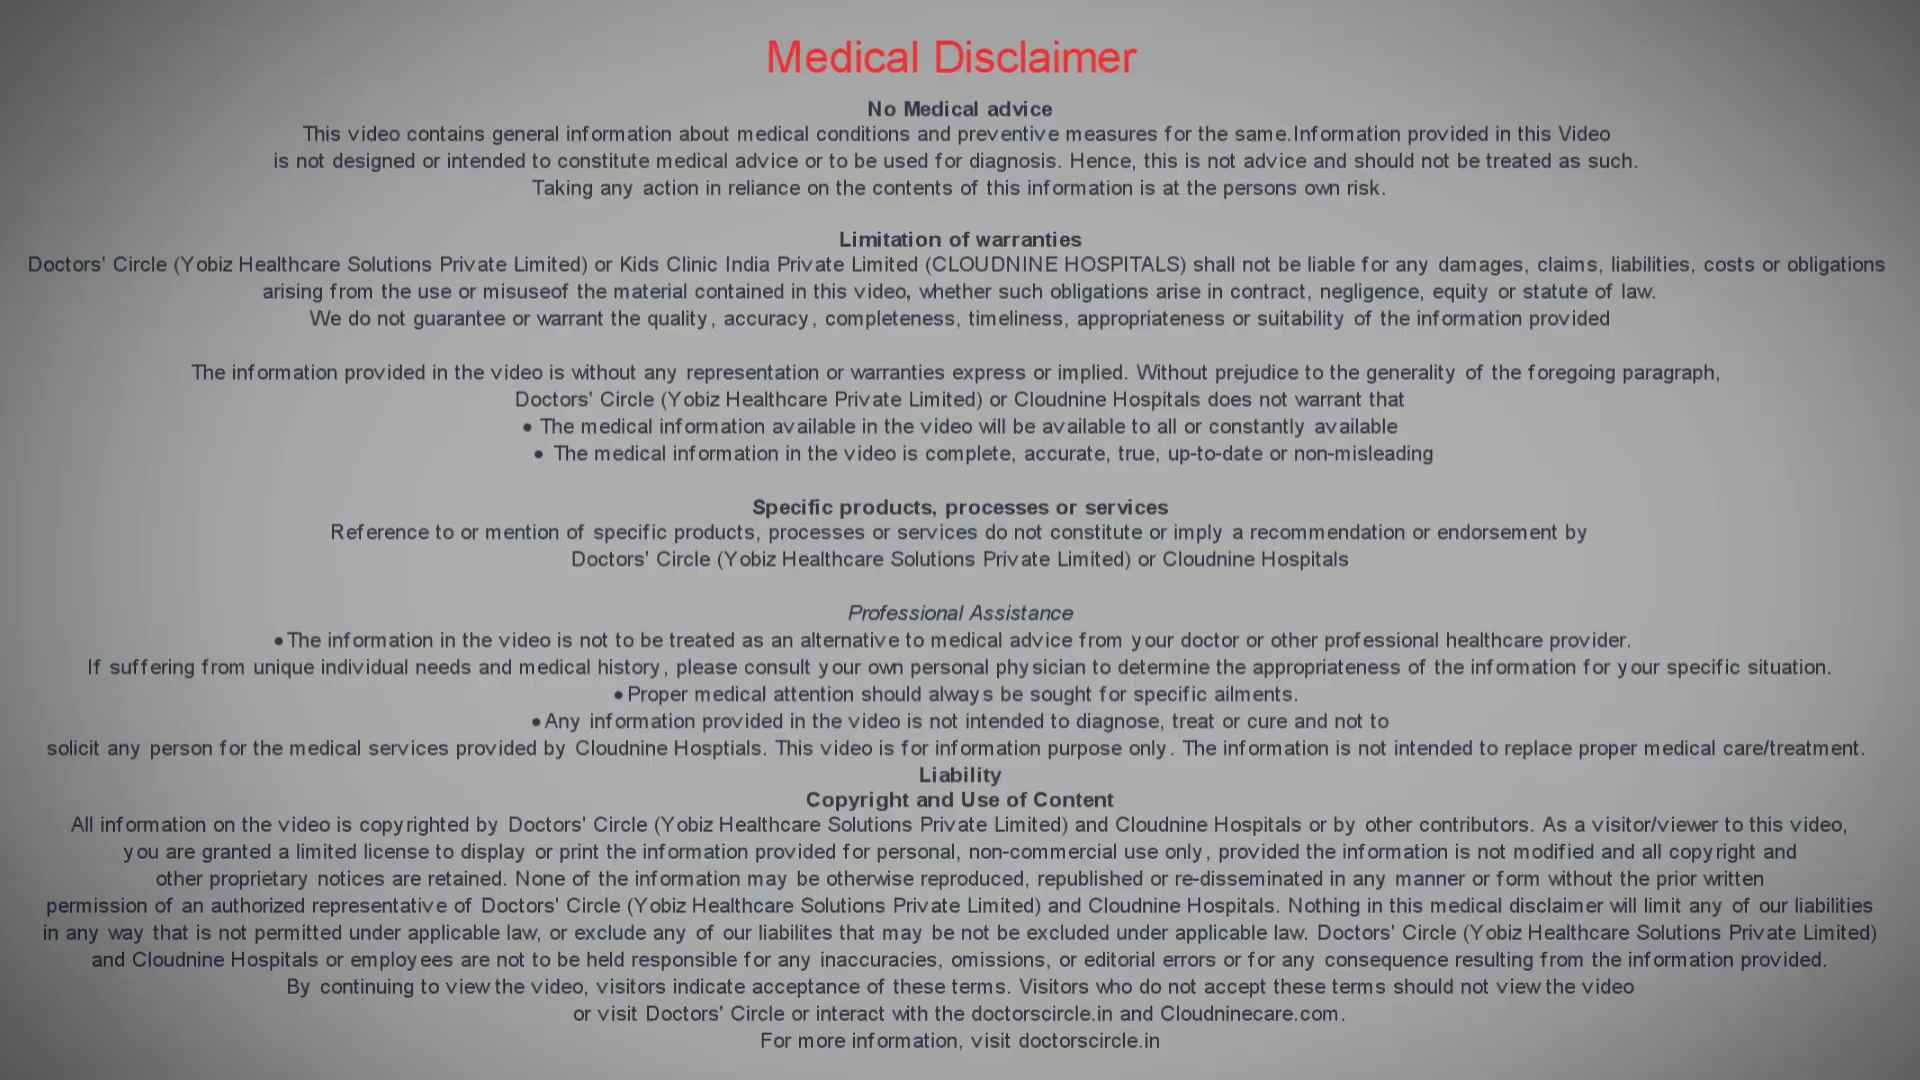 Medical Disclaimer
No Medical advice
This video contains general information about medical conditions and preventive measures for the same.Information provided in this Video
is not designed or intended to constitute medical advice or to be used for diagnosis. Hence, this is not advice and should not be treated as such.
Taking any action in reliance on the contents of this information is at the persons own risk.
Limitation of warranties
Doctors' Circle (Yobiz Healthcare Solutions Private Limited) or Kids Clinic India Private Limited (CLOUDNINE HOSPITALS) shall not be liable for any damages, claims, liabilities, costs or obligations
arising from the use or misuseof the material contained in this video, whether such obligations arise in contract, negligence, equity or statute of law.
We do not guarantee or warrant the quality, accuracy, completeness, timeliness, appropriateness or suitability of the information provided
The information provided in the video is without any representation or warranties express or implied. Without prejudice to the generality of the foregoing paragraph,
Doctors' Circle (Yobiz Healthcare Private Limited) or Cloudnine Hospitals does not warrant that
• The medical information available in the video will be available to all or constantly available
• The medical information in the video is complete, accurate, true, up-to-date or non-misleading
Specific products, processes or services
Reference to or mention of specific products, processes or services do not constitute or imply a recommendation or endorsement by
Doctors' Circle (Yobiz Healthcare Solutions Private Limited) or Cloudnine Hospitals
Professional Assistance
•The information in the video is not to be treated as an alternative to medical advice from your doctor or other professional healthcare provider.
If suffering from unique individual needs and medical history, please consult your own personal physician to determine the appropriateness of the information for your specific situation.
•Proper medical attention should always be sought for specific ailments.
•Any information provided in the video is not intended to diagnose, treat or cure and not to
solicit any person for the medical services provided by Cloudnine Hosptials. This video is for information purpose only. The information is not intended to replace proper medical care/treatment.
Liability
Copyright and Use of Content
All information on the video is copyrighted by Doctors' Circle (Yobiz Healthcare Solutions Private Limited) and Cloudnine Hospitals or by other contributors. As a visitor/viewer to this video,
you are granted a limited license to display or print the information provided for personal, non-commercial use only, provided the information is not modified and all copyright and
other proprietary notices are retained. None of the information may be otherwise reproduced, republished or re-disseminated in any manner or form without the prior written
permission of an authorized representative of Doctors' Circle (Yobiz Healthcare Solutions Private Limited) and Cloudnine Hospitals. Nothing in this medical disclaimer will limit any of our liabilities
in any way that is not permitted under applicable law, or exclude any of our liabilites that may be not be excluded under applicable law. Doctors' Circle (Yobiz Healthcare Solutions Private Limited)
and Cloudnine Hospitals or employees are not to be held responsible for any inaccuracies, omissions, or editorial errors or for any consequence resulting from the information provided.
By continuing to view the video, visitors indicate acceptance of these terms. Visitors who do not accept these terms should not view the video
or visit Doctors' Circle or interact with the doctorscircle.in and Cloudninecare.com.
For more information, visit doctorscircle.in